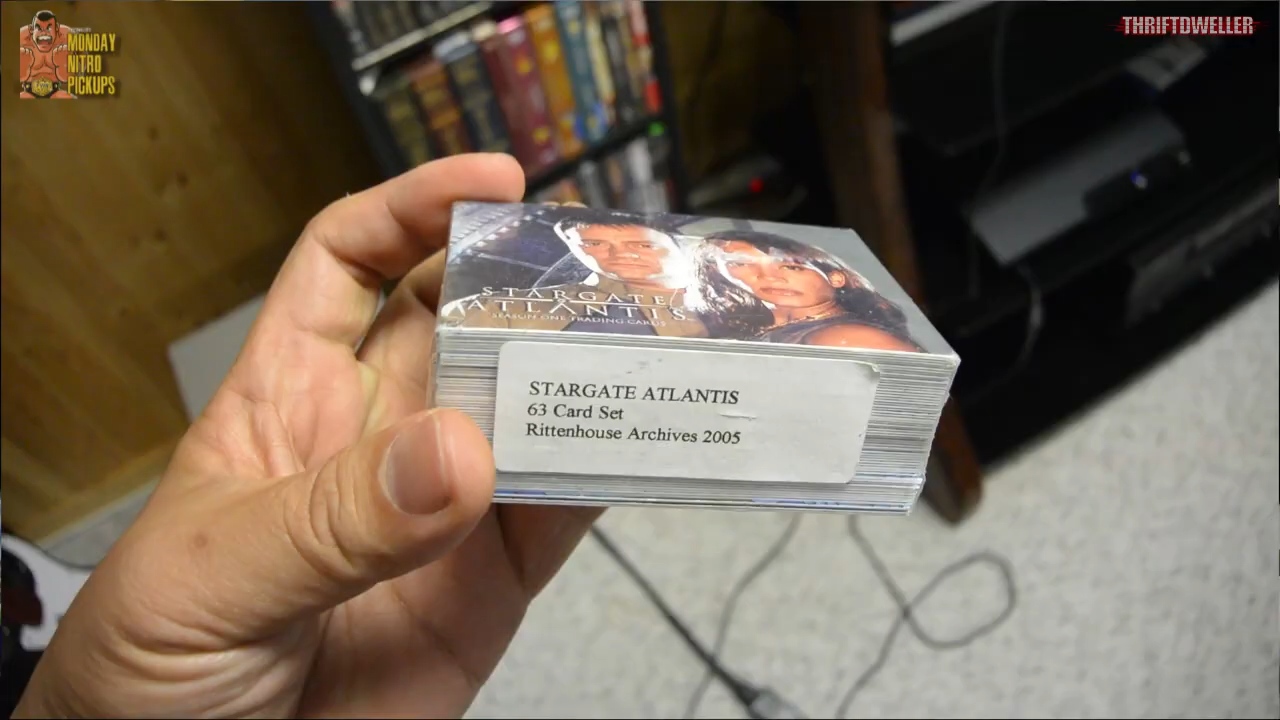 MONDAY
NITRO
PICKUPS
THRIFTDWELLER
STARGATE
ATLANTIS
SEASON ONE TRADING CARDS
STARGATE ATLANTIS
63 Card Set
Rittenhouse Archives 2005